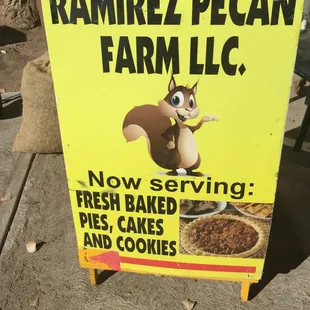 RAMIREZ PECAN
FARM LLC.
Now serving:
FRESH BAKED
PIES, CAKES
AND COOKIES